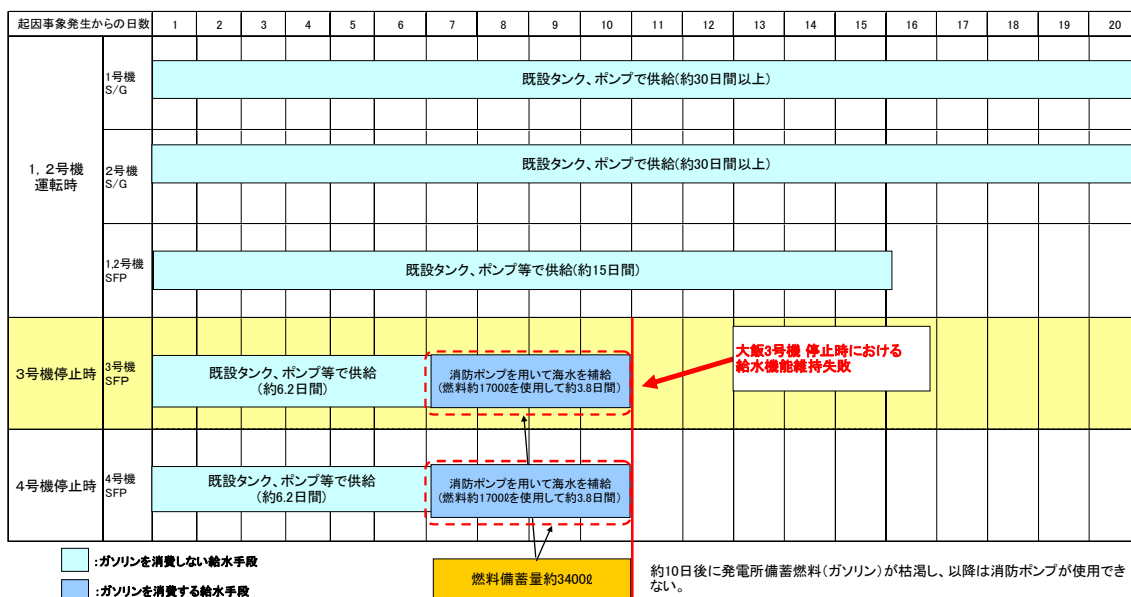 起因事象発生からの日数 1 2 3 4 5 6 7 8 9 10 11 12 13 14 15 16 17 18 19 20
1, 2号機
運転時
1号機
S/G
既設タンク、ポンプで供給(約30日間以上)
2号機
S/G
既設タンク、ポンプで供給(約30日間以上)
1,2号機
SFP
既設タンク、ポンプ等で供給(約15日間)
3号機停止時
3号機
SFP
既設タンク、ポンプ等で供給
(約6.2日間)
消防ポンプを用いて海水を補給
(燃料約1700ℓを使用して約3.8日間)
大飯3号機 停止時における
給水機能維持失敗
4号機停止時
4号機
SFP
既設タンク、ポンプ等で供給
(約6.2日間)
消防ポンプを用いて海水を補給
(燃料約1700ℓを使用して約3.8日間)
:ガソリンを消費しない給水手段
:ガソリンを消費する給水手段
燃料備蓄量約3400ℓ
約10日後に発電所備蓄燃料(ガソリン)が枯渇し、以降は消防ポンプが使用でき
ない。